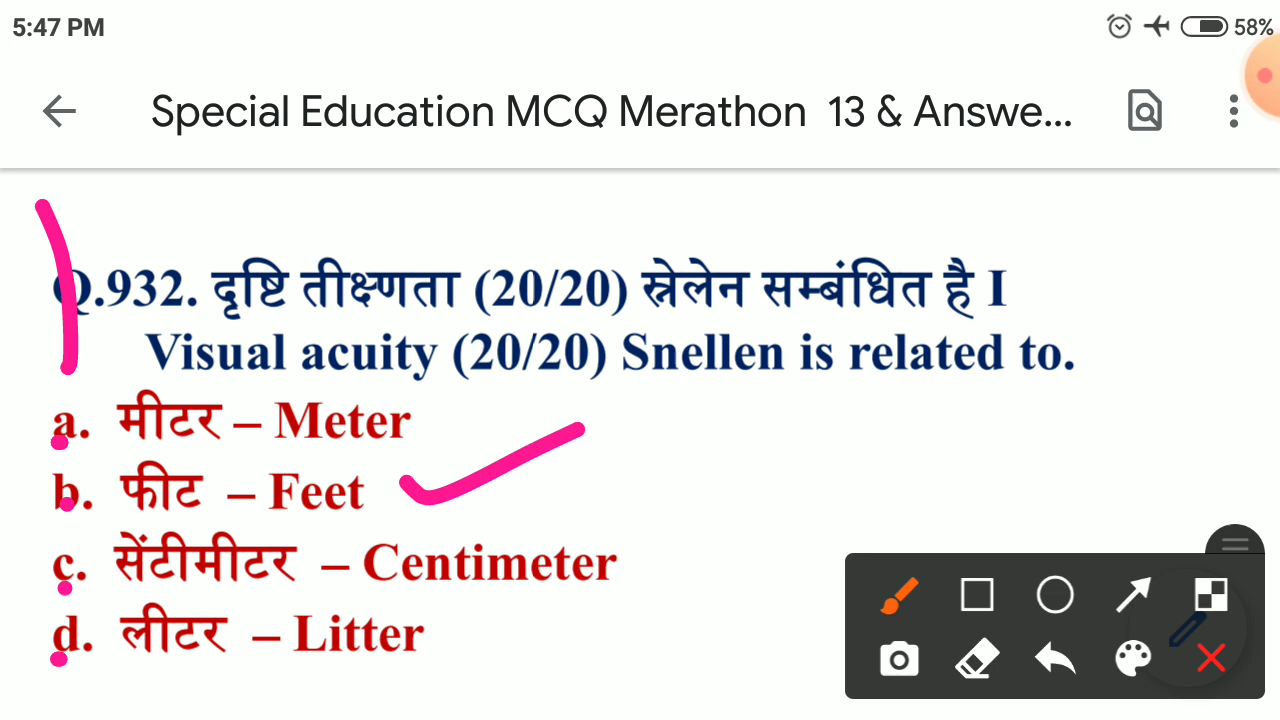 5:47 PM
58%
Special Education MCQ Merathon 13 & Answe...
Q.932. दृष्टि तीक्ष्णता (20/20) स्नेलेन सम्बंधित है I
Visual acuity (20/20) Snellen is related to.
a. मीटर – Meter
b. फीट – Feet
c. सेंटीमीटर – Centimeter
d. लीटर – Litter